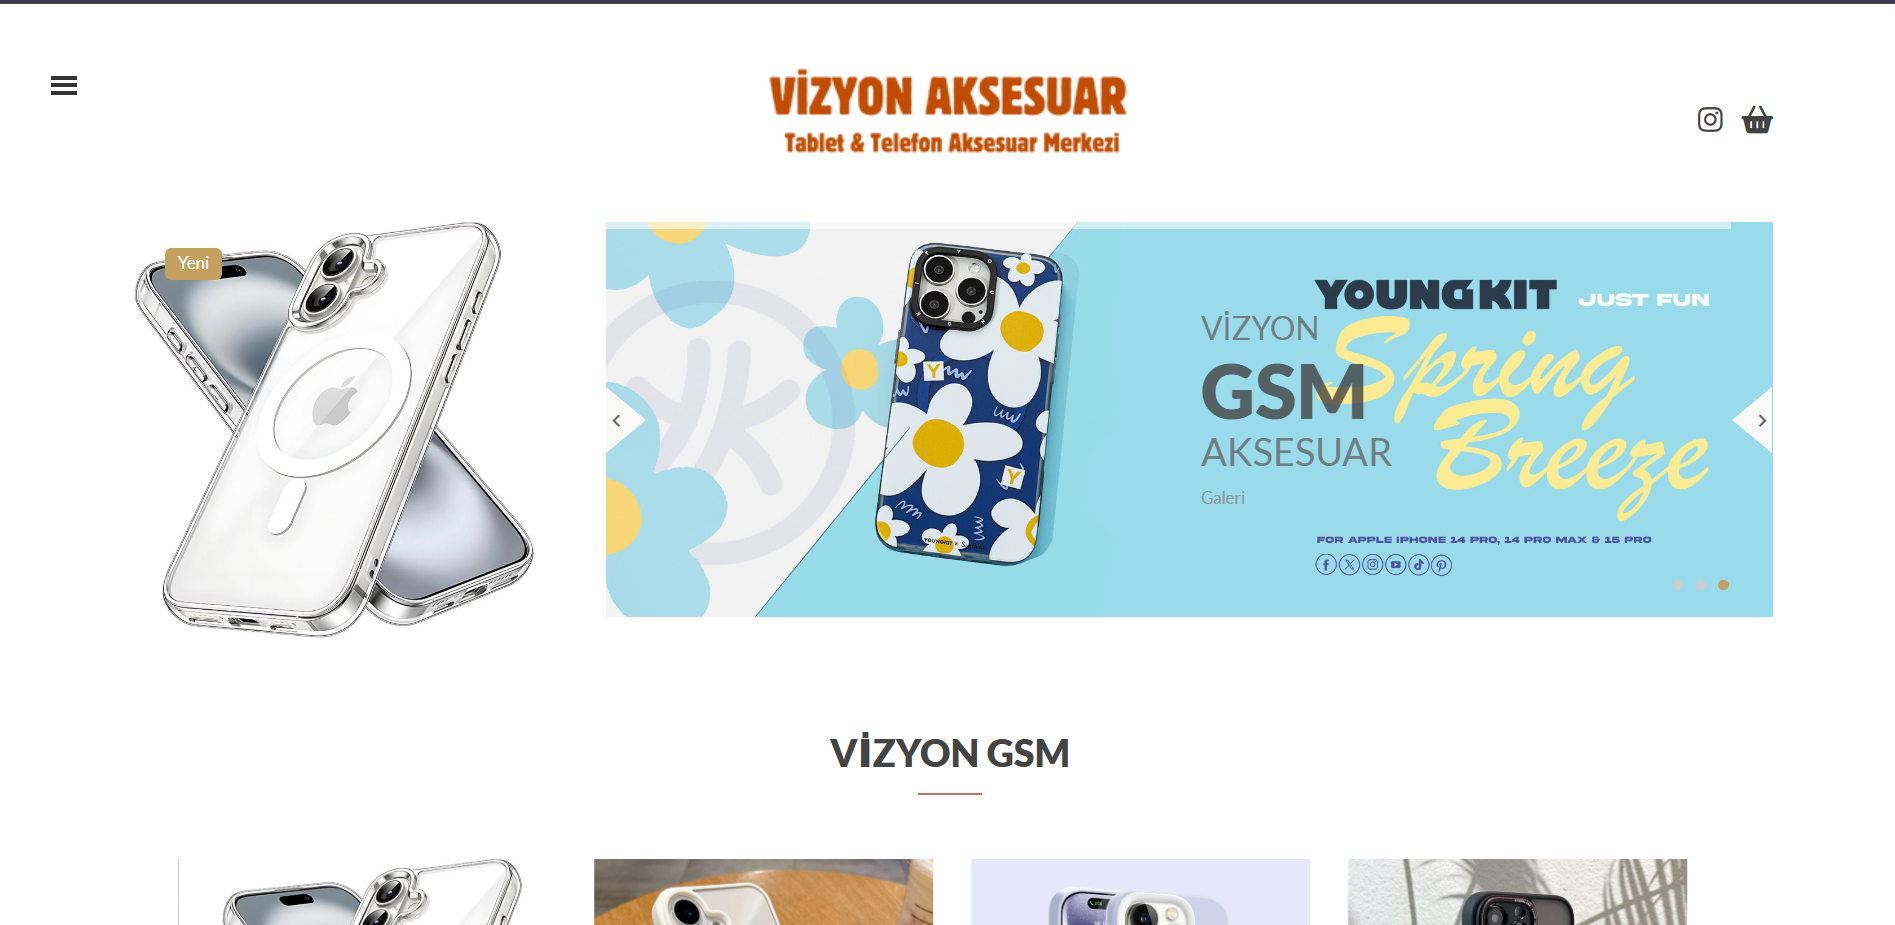 VİZYON AKSESUAR
Tablet & Telefon Aksesuar Merkezi
Yeni
YOUNGKIT JUST FUN
Spring
Breeze
VİZYON
GSM
AKSESUAR
Galeri
FOR APPLE IPHONE 14 PRO, 14 PRO MAX & 15 PRO
VİZYON GSM